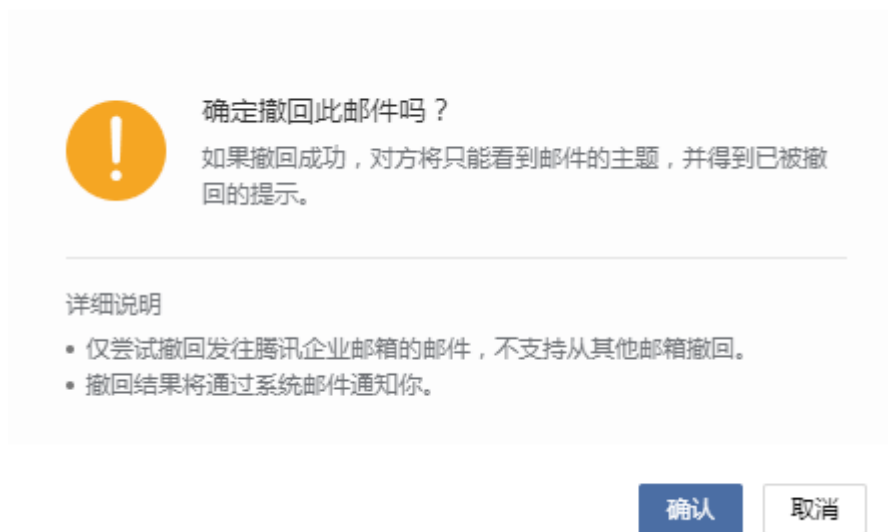 确定撤回此邮件吗？
如果撤回成功，对方将只能看到邮件的主题，并得到已被撤
回的提示。
详细说明
• 仅尝试撤回发往腾讯企业邮箱的邮件，不支持从其他邮箱撤回。
• 撤回结果将通过系统邮件通知你。
确认 取消